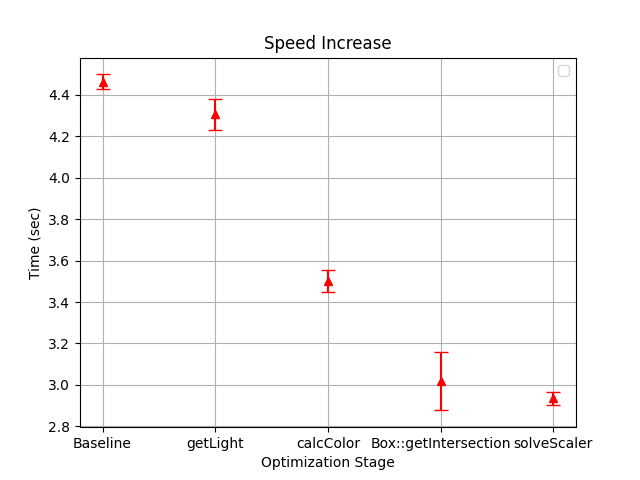 Speed Increase
4.4
4.2
4.0
3.8
3.6
3.4
3.2
3.0
2.8
Time (sec)
Baseline getLight calcColor Box::getIntersection solveScaler
Optimization Stage